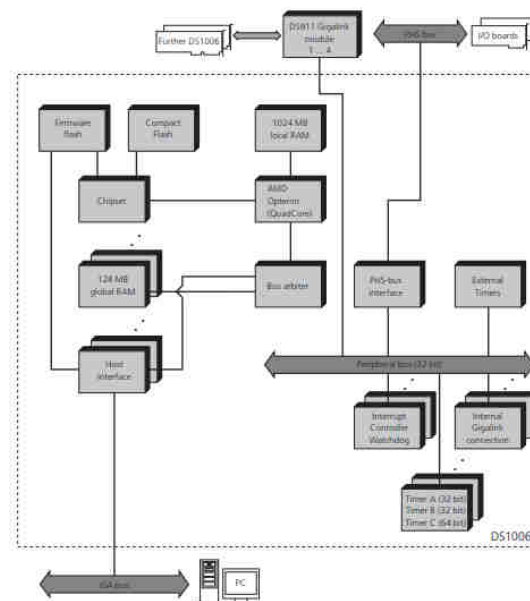 Further DS1006
DS911 Gigalink
module
1 ... 4
PHS bus
I/O boards
Firmware
flash
Compact
Flash
1024 MB
local RAM
Chipset
AMD
Opteron
(QuadCore)
128 MB
global RAM
Bus arbiter
PHS-bus
interface
External
Timers
Host
interface
Peripheral bus (32 bit)
Interrupt
Controller
Watchdog
Internal
Gigalink
connection
Timer A (32 bit)
Timer B (32 bit)
Timer C (64 bit)
DS1006
ISA bus
PC